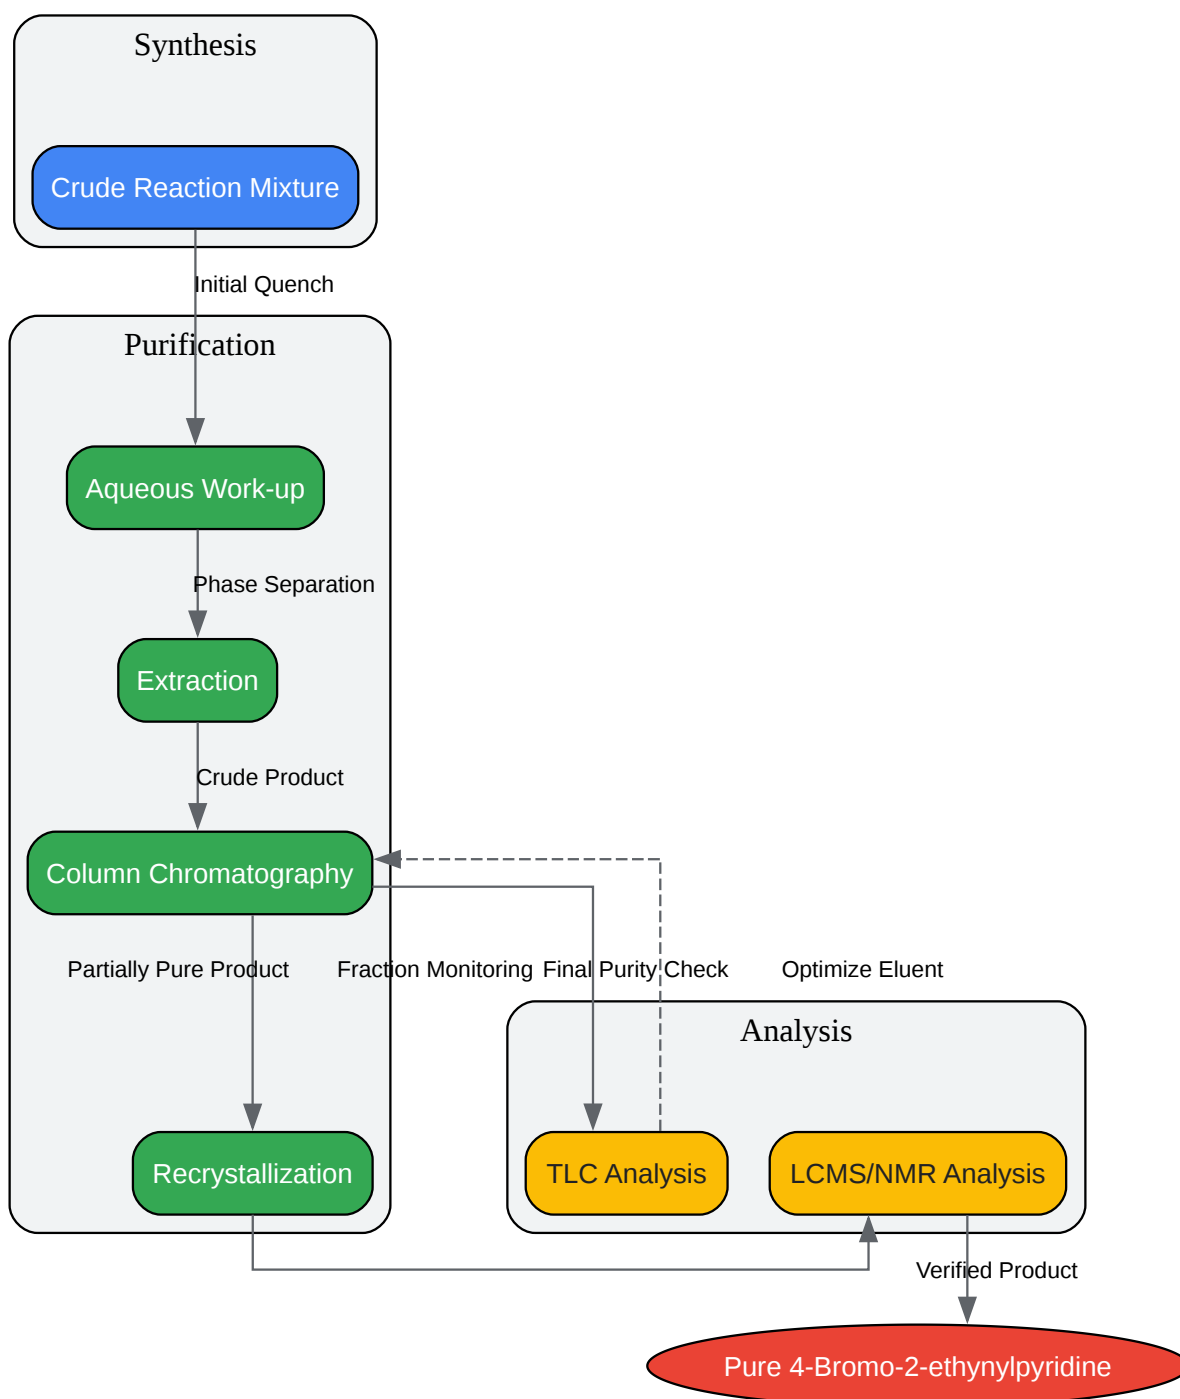 Synthesis
Crude Reaction Mixture
Initial Quench
Purification
Aqueous Work-up
Phase Separation
Extraction
Crude Product
Column Chromatography
Partially Pure Product
Fraction Monitoring
Final Purity Check
Optimize Eluent
Analysis
Recrystallization
TLC Analysis
LCMS/NMR Analysis
Verified Product
Pure 4-Bromo-2-ethynylpyridine